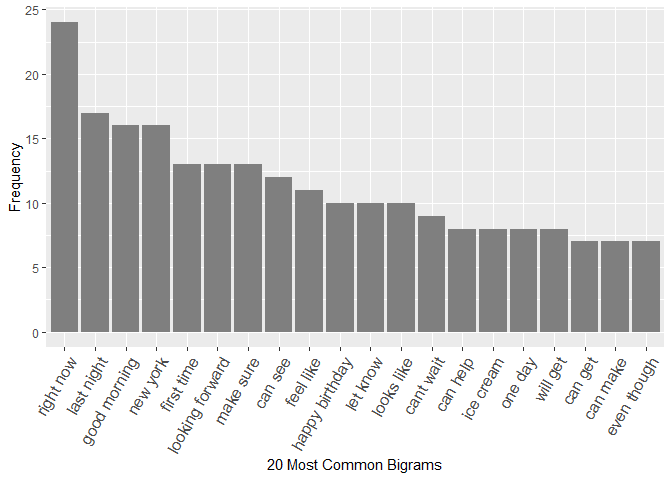 25
20
15
10
5
0
Frequency
right now
last night
good morning
new york
first time
looking forward
make sure
can see
feel like
happy birthday
let know
looks like
cant wait
can help
ice cream
one day
will get
can get
can make
even though
20 Most Common Bigrams